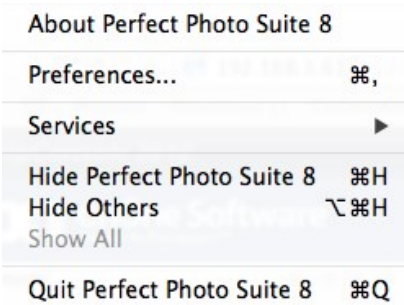 About Perfect Photo Suite 8
Preferences... ⌘,
Services ▶
Hide Perfect Photo Suite 8 ⌘H
Hide Others ⌥⌘H
Show All
Quit Perfect Photo Suite 8 ⌘Q